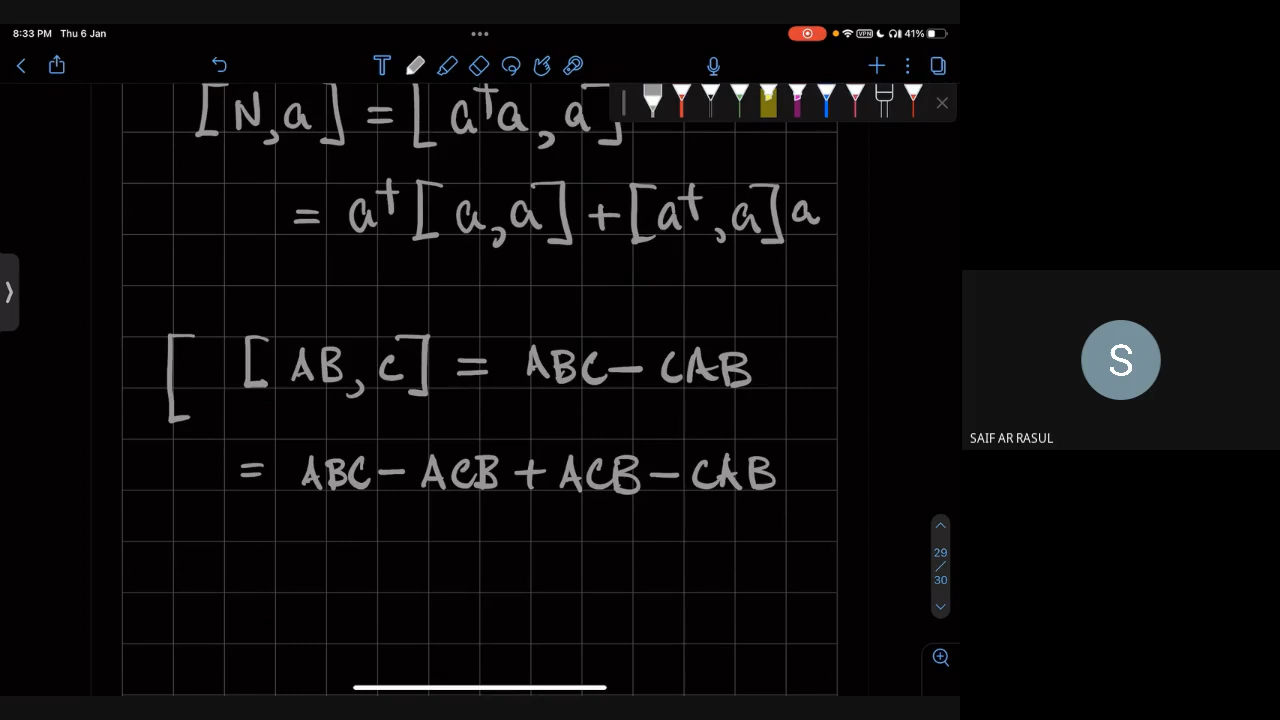 8:33 PM Thu 6 Jan
VPN 41%
[N,a] = [a†a, a]
= a†[a,a] + [a†,a]a
[ [AB, C] = ABC - CAB
= ABC - ACB + ACB - CAB
29
/
30
S
SAIF AR RASUL